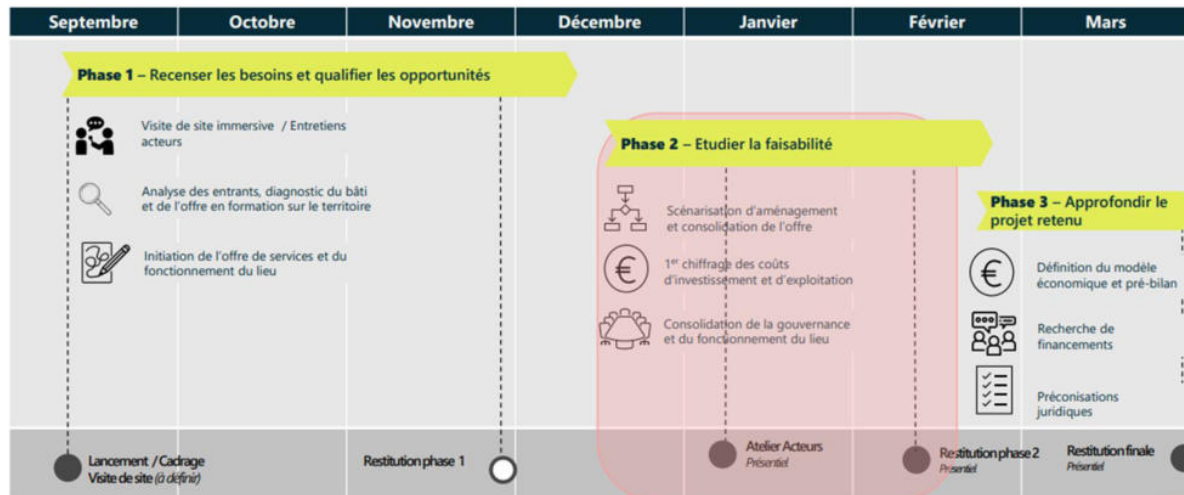 Septembre
Octobre
Novembre
Décembre
Janvier
Février
Mars
Phase 1 – Recenser les besoins et qualifier les opportunités
Visite de site immersive / Entretiens
acteurs
Analyse des entrants, diagnostic du bâti
et de l'offre en formation sur le territoire
Initiation de l'offre de services et du
fonctionnement du lieu
Phase 2 – Etudier la faisabilité
Scénarisation d'aménagement
et consolidation de l'offre
1er chiffrage des coûts
d'investissement et d'exploitation
Consolidation de la gouvernance
et du fonctionnement du lieu
Phase 3 – Approfondir le
projet retenu
Définition du modèle
économique et pré-bilan
Recherche de
financements
Préconisations
juridiques
Lancement / Cadrage
Visite de site (à définir)
Restitution phase 1
Atelier Acteurs
Présentiel
Restitution phase 2
Présentiel
Restitution finale
Présentiel